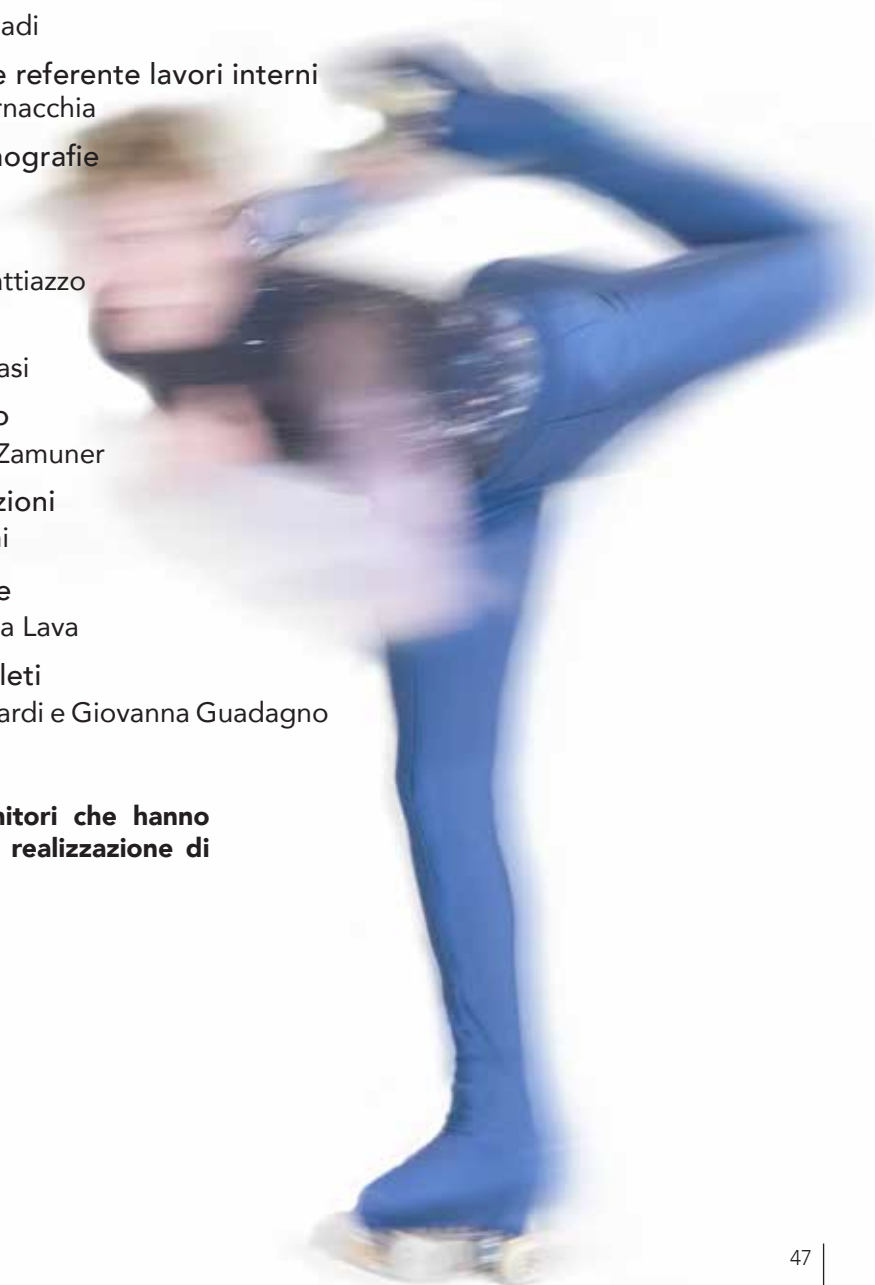 adi
e referente lavori interni
rnacchia
nografie
attiazzo
asi
o
Zamuner
zioni
ni
e
a Lava
leti
ardi e Giovanna Guadagno
nitori che hanno
realizzazione di
47